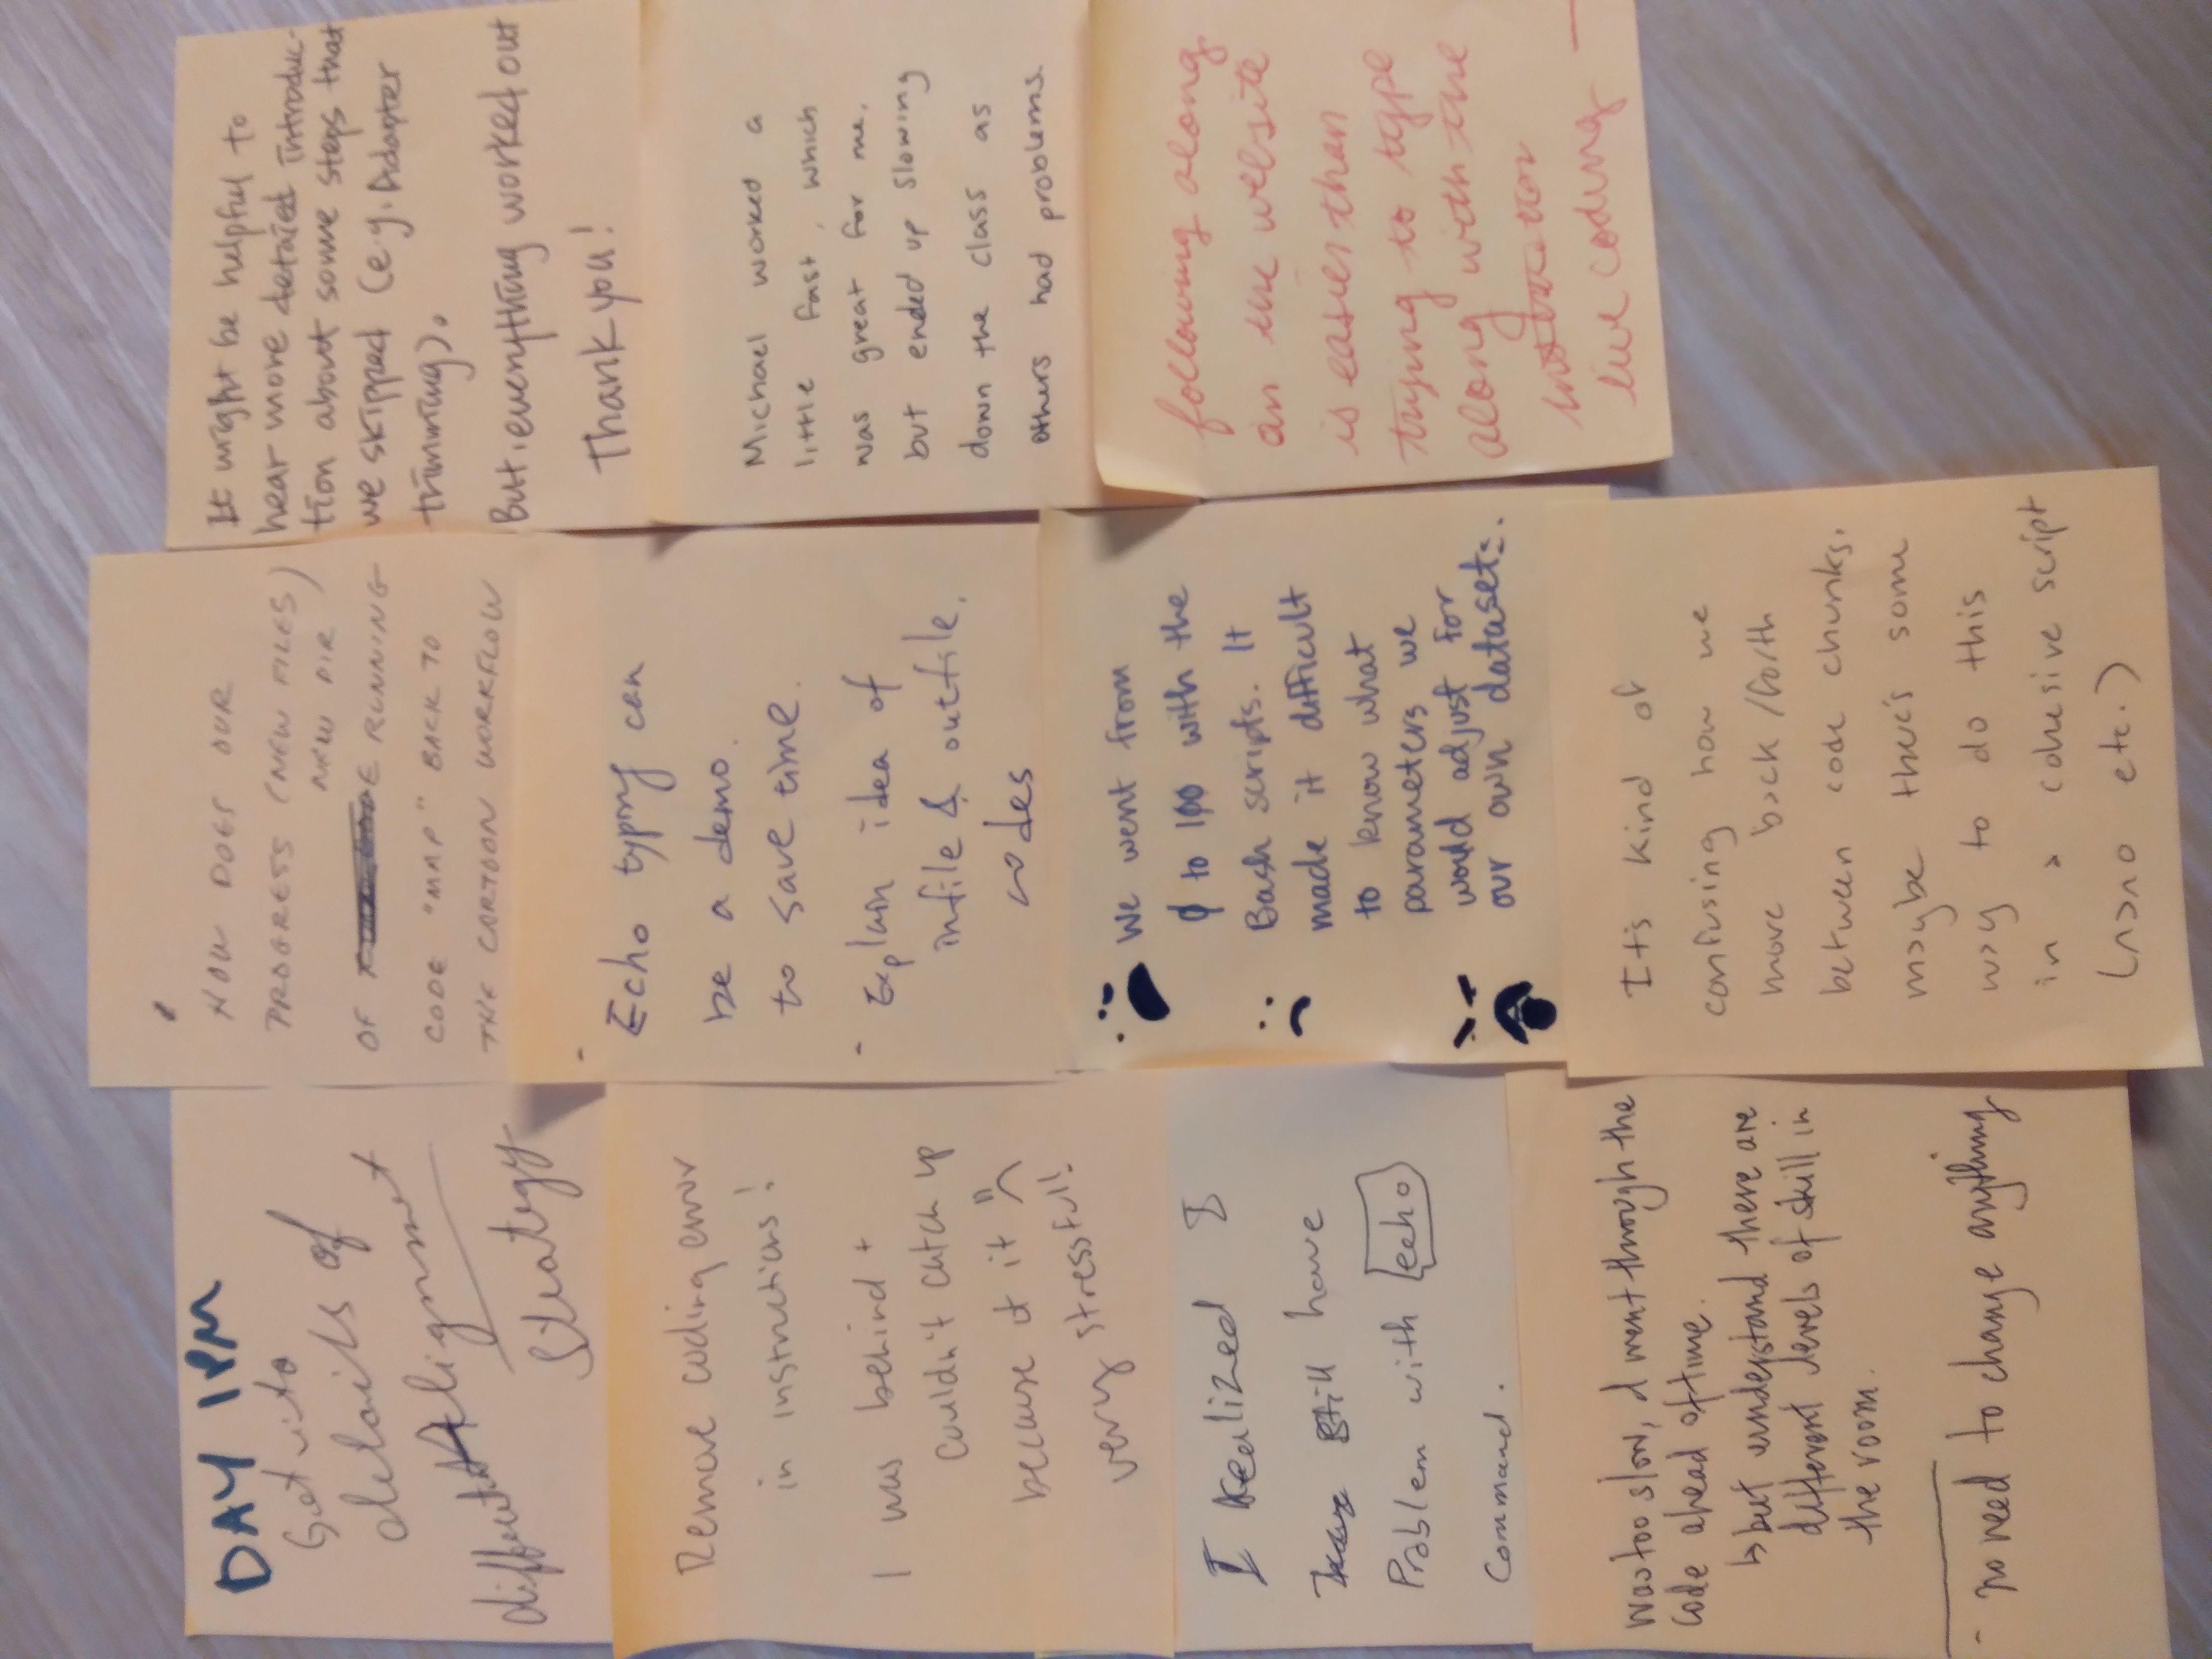 DAY 1PM
Get into
details of
different Alignment
Strategy
Remove coding error
in instructions!
I was behind +
couldn't catch up
because of it
very stressful!
I Realized I
still have
Problem with echo
Command.
Was too slow, I went through the
code ahead of time.
↳ but understand there are
different levels of skill in
the room.
- no need to change anything
HOW DOES OUR
PROGRESS (NEW FILES)
NEW DIR
OF RUNNING
CODE "MAP" BACK TO
THE CARTOON WORKFLOW
- Echo typing can
be a demo.
to save time.
- Explain idea of
infile & outfile,
codes
We went from
0 to 100 with the
Bash scripts. It
made it difficult
to know what
parameters we
would adjust for
our own datasets.
It's kind of
confusing how we
move back/forth
between code chunks.
maybe there's some
way to do this
in a cohesive script
(nano etc.)
It might be helpful to
hear more detaied introduc-
tion about some steps that
we skipped (e.g. Adapter
trimming).
But, everything worked out
Thank you!
Michael worked a
little fast, which
was great for me,
but ended up slowing
down the class as
others had problems.
following along
on the website
is easier than
trying to type
along with the
instructor
live coding —